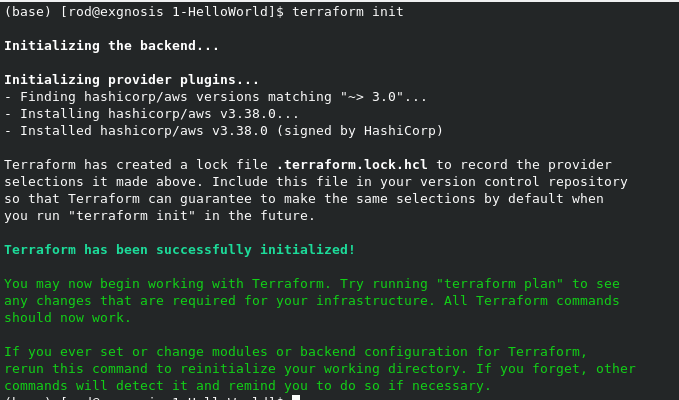 (base) [rod@exgnosis 1-HelloWorld]$ terraform init
Initializing the backend...
Initializing provider plugins...
- Finding hashicorp/aws versions matching "~> 3.0"...
- Installing hashicorp/aws v3.38.0...
- Installed hashicorp/aws v3.38.0 (signed by HashiCorp)
Terraform has created a lock file .terraform.lock.hcl to record the provider
selections it made above. Include this file in your version control repository
so that Terraform can guarantee to make the same selections by default when
you run "terraform init" in the future.
Terraform has been successfully initialized!
You may now begin working with Terraform. Try running "terraform plan" to see
any changes that are required for your infrastructure. All Terraform commands
should now work.
If you ever set or change modules or backend configuration for Terraform,
rerun this command to reinitialize your working directory. If you forget, other
commands will detect it and remind you to do so if necessary.
(base) [rod@exgnosis 1-HelloWorld]$